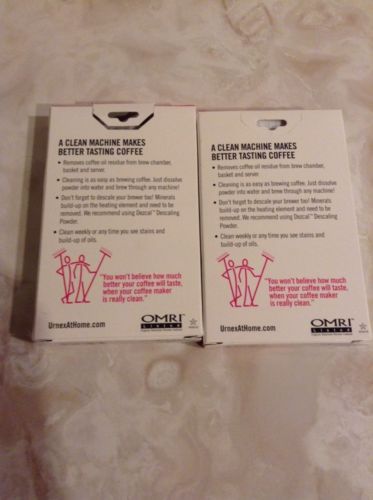 A CLEAN MACHINE MAKES
BETTER TASTING COFFEE
• Removes coffee oil residue from brew chamber,
basket and server.
• Cleaning is as easy as brewing coffee. Just dissolve
powder into water and brew through any machine!
• Don't forget to descale your brewer too! Minerals
build-up on the heating element and need to be
removed. We recommend using Dezcal™ Descaling
Powder.
• Clean weekly or any time you see stains and
build-up of oils.
"You won't believe how much
better your coffee will taste,
when your coffee maker
is really clean."
UrnexAtHome.com
OMRI
LISTED
A CLEAN MACHINE MAKES
BETTER TASTING COFFEE
• Removes coffee oil residue from brew chamber,
basket and server.
• Cleaning is as easy as brewing coffee. Just dissolve
powder into water and brew through any machine!
• Don't forget to descale your brewer too! Minerals
build-up on the heating element and need to be
removed. We recommend using Dezcal™ Descaling
Powder.
• Clean weekly or any time you see stains and
build-up of oils.
"You won't believe how much
better your coffee will taste,
when your coffee maker
is really clean."
UrnexAtHome.com
OMRI
LISTED